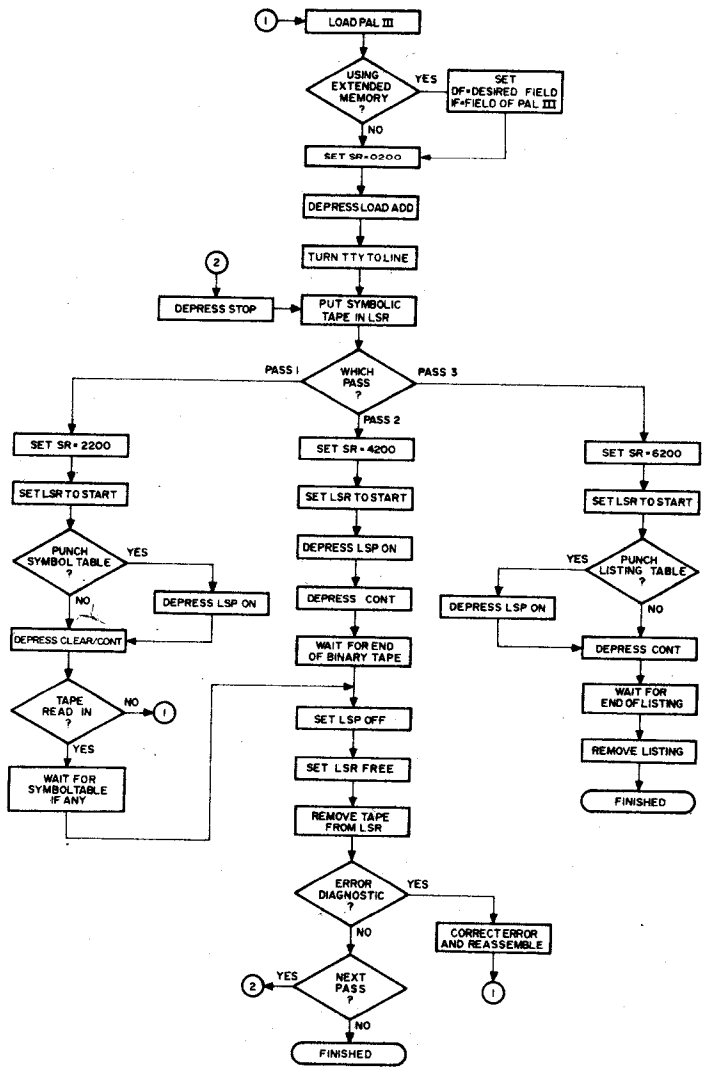 1
LOAD PAL III
USING
EXTENDED
MEMORY
?
YES
SET
DF=DESIRED FIELD
IF=FIELD OF PAL III
NO
SET SR=0200
DEPRESS LOAD ADD
TURN TTY TO LINE
2
DEPRESS STOP
PUT SYMBOLIC
TAPE IN LSR
WHICH
PASS
?
PASS 1
PASS 2
PASS 3
SET SR=2200
SET LSR TO START
PUNCH
SYMBOL TABLE
?
YES
NO
DEPRESS LSP ON
DEPRESS CLEAR/CONT
TAPE
READ IN
?
NO
1
YES
WAIT FOR
SYMBOL TABLE
IF ANY
SET SR=4200
SET LSR TO START
DEPRESS LSP ON
DEPRESS CONT
WAIT FOR END
OF BINARY TAPE
SET LSP OFF
SET LSR FREE
REMOVE TAPE
FROM LSR
ERROR
DIAGNOSTIC
?
YES
CORRECT ERROR
AND REASSEMBLE
1
NO
NEXT
PASS
?
YES
2
NO
FINISHED
SET SR=6200
SET LSR TO START
PUNCH
LISTING TABLE
?
YES
DEPRESS LSP ON
NO
DEPRESS CONT
WAIT FOR
END OF LISTING
REMOVE LISTING
FINISHED